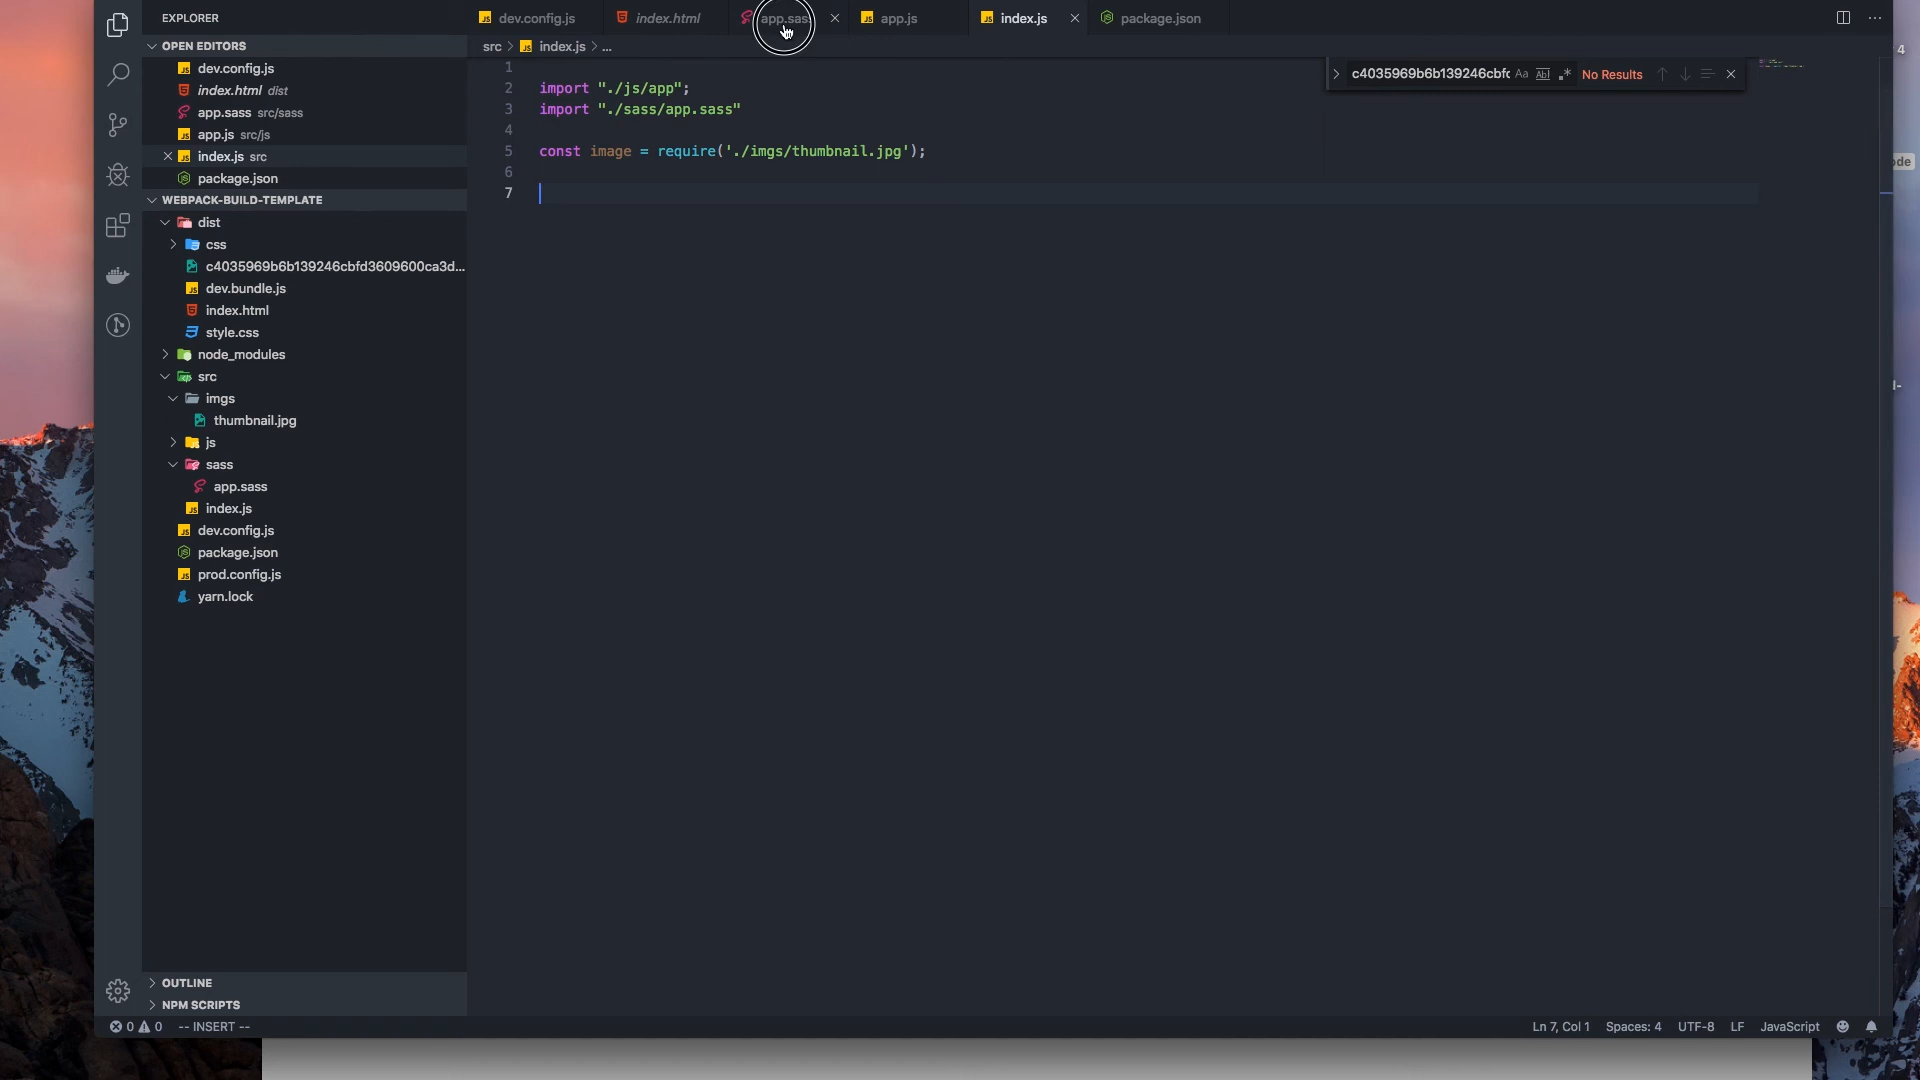 EXPLORER
OPEN EDITORS
dev.config.js
index.html dist
app.sass src/sass
app.js src/js
index.js src
package.json
WEBPACK-BUILD-TEMPLATE
dist
css
c4035969b6b139246cbfd3609600ca3d...
dev.bundle.js
index.html
style.css
node_modules
src
imgs
thumbnail.jpg
js
sass
app.sass
index.js
dev.config.js
package.json
prod.config.js
yarn.lock
OUTLINE
NPM SCRIPTS
dev.config.js index.html app.sass app.js index.js package.json
src > index.js > ...
c4035969b6b139246cbfd Aa Abl .* No Results
1
2 import "./js/app";
3 import "./sass/app.sass"
4
5 const image = require('./imgs/thumbnail.jpg');
6
7
0 0 -- INSERT --
Ln 7, Col 1 Spaces: 4 UTF-8 LF JavaScript
4
ode